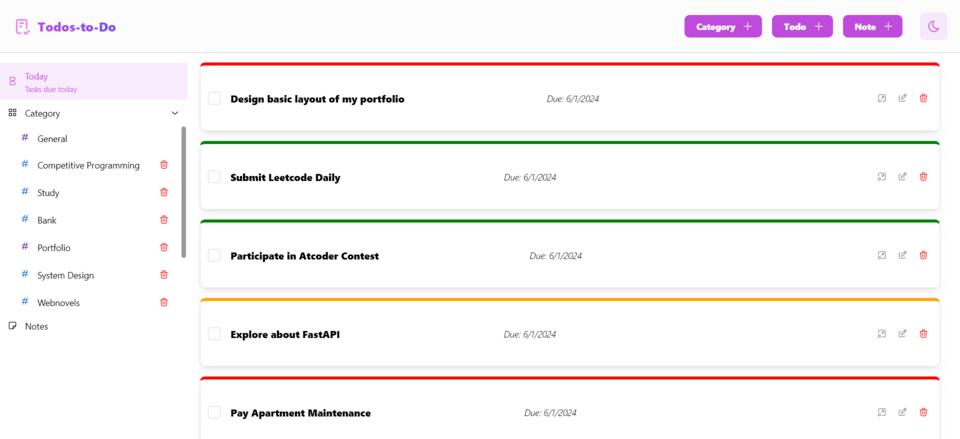 Todos-to-Do
Category +
Todo +
Note +
Today
Tasks due today
Category
# General
# Competitive Programming
# Study
# Bank
# Portfolio
# System Design
# Webnovels
Notes
Design basic layout of my portfolio Due: 6/1/2024
Submit Leetcode Daily Due: 6/1/2024
Participate in Atcoder Contest Due: 6/1/2024
Explore about FastAPI Due: 6/1/2024
Pay Apartment Maintenance Due: 6/1/2024